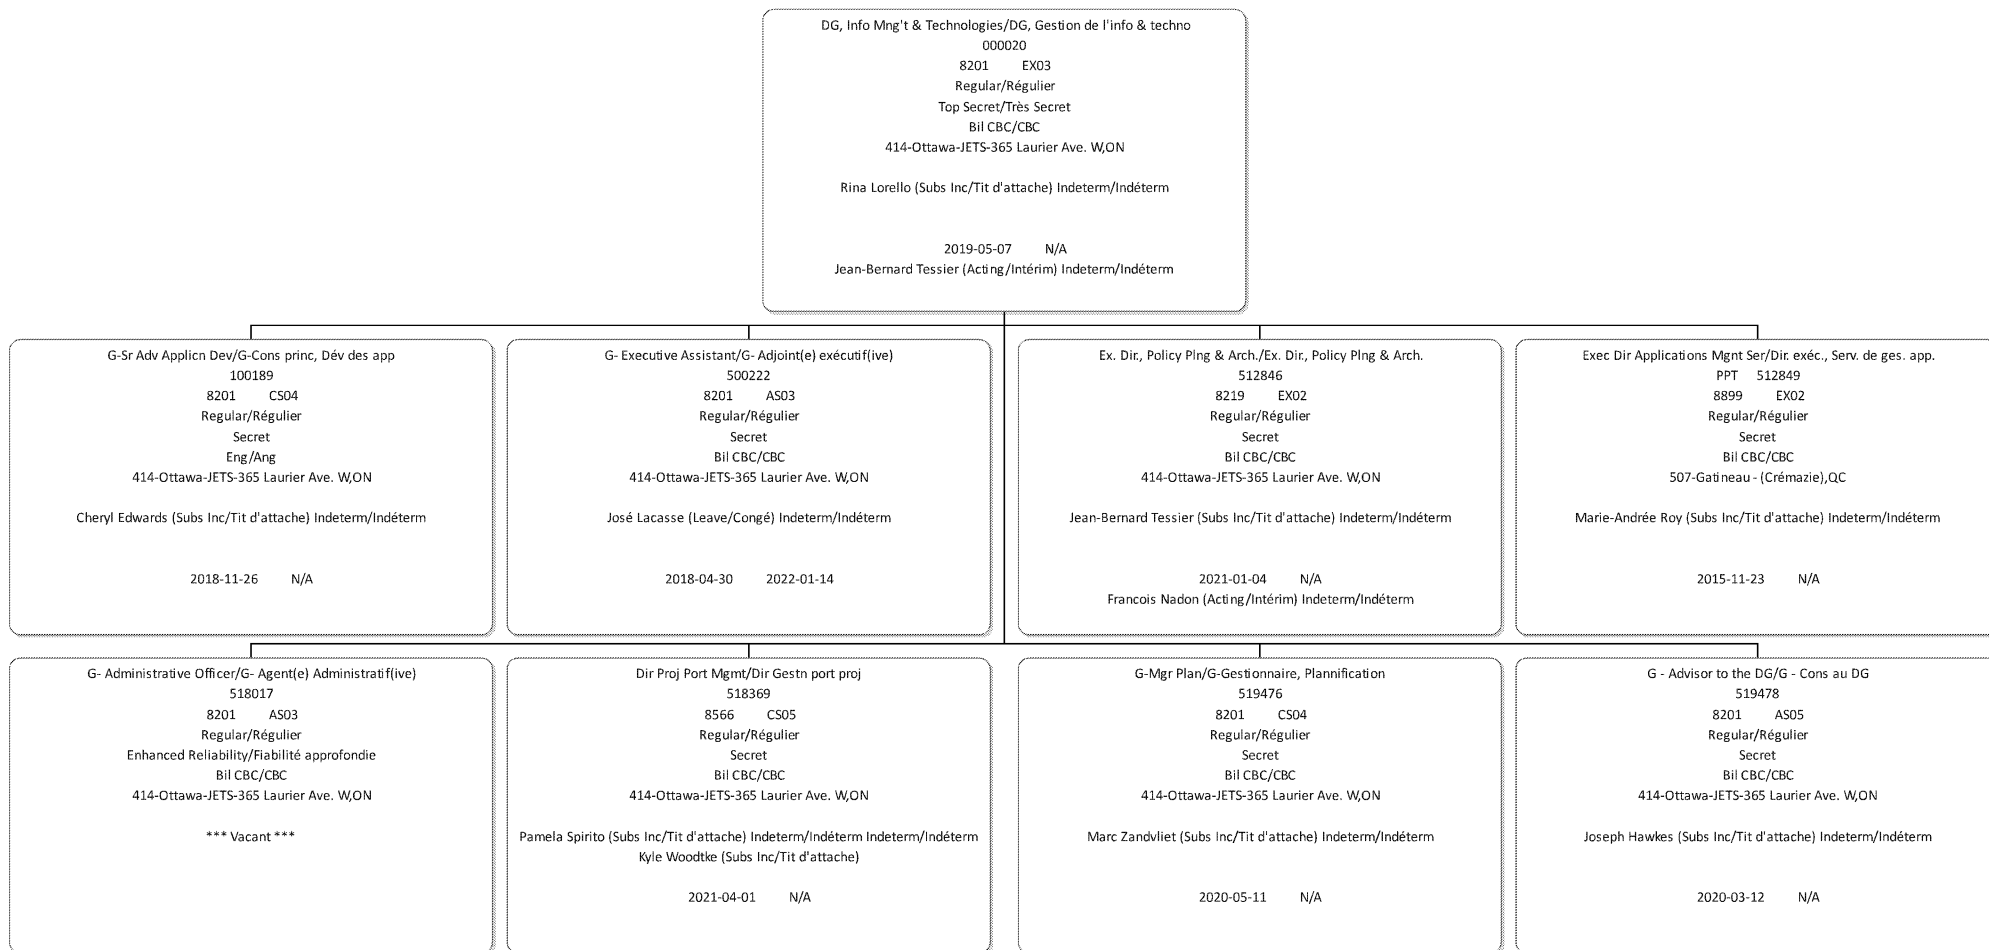 DG, Info Mng't & Technologies/DG, Gestion de l'info & techno
000020
8201 EX03
Regular/Régulier
Top Secret/Très Secret
Bil CBC/CBC
414-Ottawa-JETS-365 Laurier Ave. W,ON
Rina Lorello (Subs Inc/Tit d'attache) Indeterm/Indéterm
2019-05-07 N/A
Jean-Bernard Tessier (Acting/Intérim) Indeterm/Indéterm
G-Sr Adv Applicn Dev/G-Cons princ, Dév des app
100189
8201 CS04
Regular/Régulier
Secret
Eng/Ang
414-Ottawa-JETS-365 Laurier Ave. W,ON
Cheryl Edwards (Subs Inc/Tit d'attache) Indeterm/Indéterm
2018-11-26 N/A
G- Executive Assistant/G- Adjoint(e) exécutif(ive)
500222
8201 AS03
Regular/Régulier
Secret
Bil CBC/CBC
414-Ottawa-JETS-365 Laurier Ave. W,ON
José Lacasse (Leave/Congé) Indeterm/Indéterm
2018-04-30 2022-01-14
Ex. Dir., Policy Plng & Arch./Ex. Dir., Policy Plng & Arch.
512846
8219 EX02
Regular/Régulier
Secret
Bil CBC/CBC
414-Ottawa-JETS-365 Laurier Ave. W,ON
Jean-Bernard Tessier (Subs Inc/Tit d'attache) Indeterm/Indéterm
2021-01-04 N/A
Francois Nadon (Acting/Intérim) Indeterm/Indéterm
Exec Dir Applications Mgnt Ser/Dir. exéc., Serv. de ges. app.
PPT 512849
8899 EX02
Regular/Régulier
Secret
Bil CBC/CBC
507-Gatineau - (Crémazie),QC
Marie-Andrée Roy (Subs Inc/Tit d'attache) Indeterm/Indéterm
2015-11-23 N/A
G- Administrative Officer/G- Agent(e) Administratif(ive)
518017
8201 AS03
Regular/Régulier
Enhanced Reliability/Fiabilité approfondie
Bil CBC/CBC
414-Ottawa-JETS-365 Laurier Ave. W,ON
*** Vacant ***
Dir Proj Port Mgmt/Dir Gestn port proj
518369
8566 CS05
Regular/Régulier
Secret
Bil CBC/CBC
414-Ottawa-JETS-365 Laurier Ave. W,ON
Pamela Spirito (Subs Inc/Tit d'attache) Indeterm/Indéterm Indeterm/Indéterm
Kyle Woodtke (Subs Inc/Tit d'attache)
2021-04-01 N/A
G-Mgr Plan/G-Gestionnaire, Plannification
519476
8201 CS04
Regular/Régulier
Secret
Bil CBC/CBC
414-Ottawa-JETS-365 Laurier Ave. W,ON
Marc Zandvliet (Subs Inc/Tit d'attache) Indeterm/Indéterm
2020-05-11 N/A
G - Advisor to the DG/G - Cons au DG
519478
8201 AS05
Regular/Régulier
Secret
Bil CBC/CBC
414-Ottawa-JETS-365 Laurier Ave. W,ON
Joseph Hawkes (Subs Inc/Tit d'attache) Indeterm/Indéterm
2020-03-12 N/A